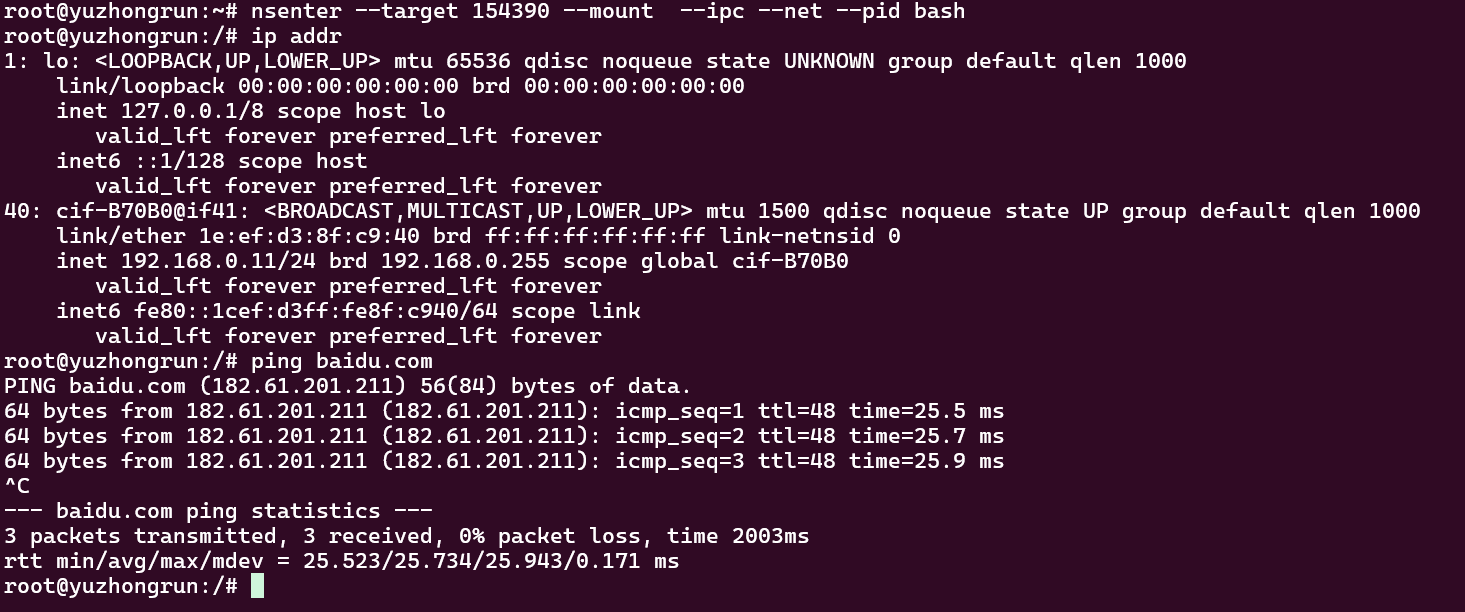 root@yuzhongrun:~# nsenter --target 154390 --mount  --ipc --net --pid bash
root@yuzhongrun:/# ip addr
1: lo: <LOOPBACK,UP,LOWER_UP> mtu 65536 qdisc noqueue state UNKNOWN group default qlen 1000
    link/loopback 00:00:00:00:00:00 brd 00:00:00:00:00:00
    inet 127.0.0.1/8 scope host lo
       valid_lft forever preferred_lft forever
    inet6 ::1/128 scope host
       valid_lft forever preferred_lft forever
40: cif-B70B0@if41: <BROADCAST,MULTICAST,UP,LOWER_UP> mtu 1500 qdisc noqueue state UP group default qlen 1000
    link/ether 1e:ef:d3:8f:c9:40 brd ff:ff:ff:ff:ff:ff link-netnsid 0
    inet 192.168.0.11/24 brd 192.168.0.255 scope global cif-B70B0
       valid_lft forever preferred_lft forever
    inet6 fe80::1cef:d3ff:fe8f:c940/64 scope link
       valid_lft forever preferred_lft forever
root@yuzhongrun:/# ping baidu.com
PING baidu.com (182.61.201.211) 56(84) bytes of data.
64 bytes from 182.61.201.211 (182.61.201.211): icmp_seq=1 ttl=48 time=25.5 ms
64 bytes from 182.61.201.211 (182.61.201.211): icmp_seq=2 ttl=48 time=25.7 ms
64 bytes from 182.61.201.211 (182.61.201.211): icmp_seq=3 ttl=48 time=25.9 ms
^C
--- baidu.com ping statistics ---
3 packets transmitted, 3 received, 0% packet loss, time 2003ms
rtt min/avg/max/mdev = 25.523/25.734/25.943/0.171 ms
root@yuzhongrun:/#